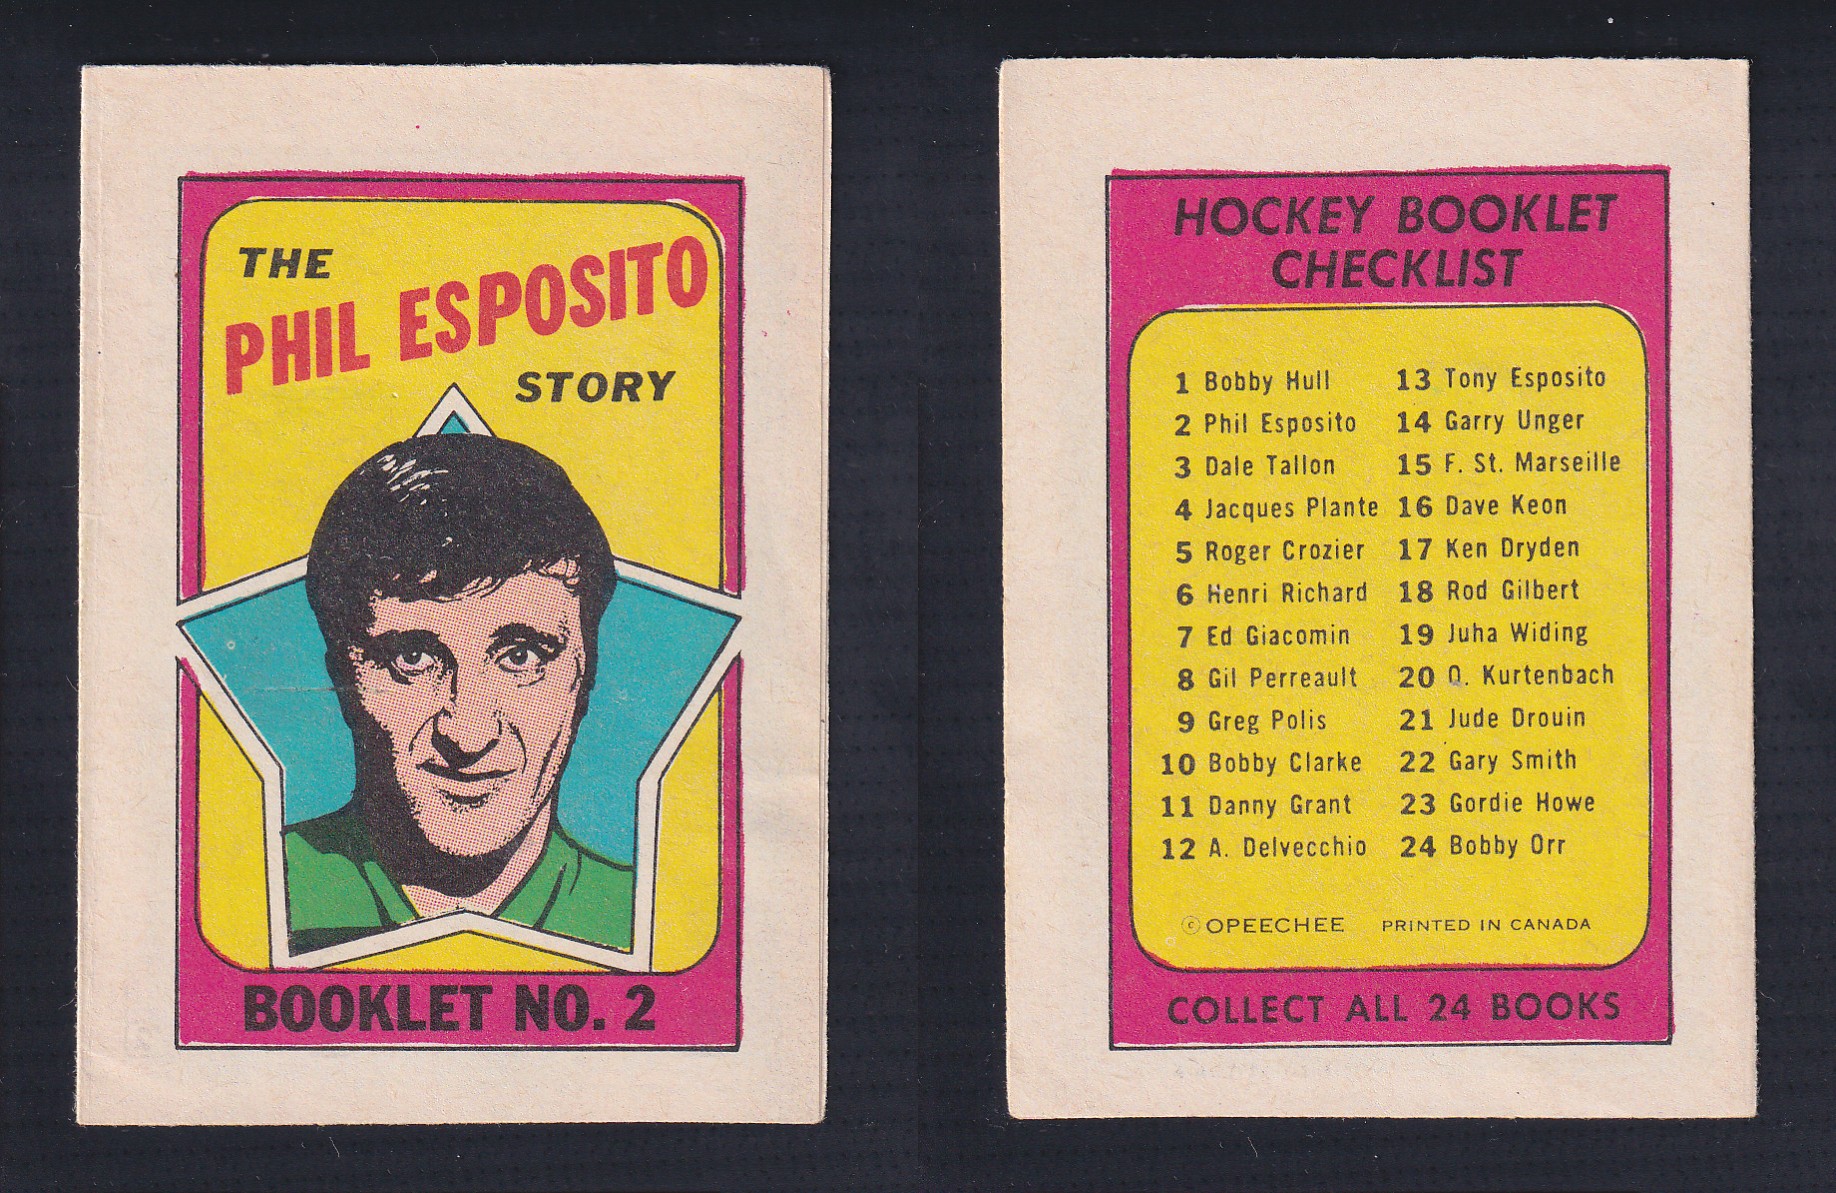 THE
PHIL ESPOSITO
STORY
BOOKLET NO. 2
HOCKEY BOOKLET
CHECKLIST
1 Bobby Hull
2 Phil Esposito
3 Dale Tallon
4 Jacques Plante
5 Roger Crozier
6 Henri Richard
7 Ed Giacomin
8 Gil Perreault
9 Greg Polis
10 Bobby Clarke
11 Danny Grant
12 A. Delvecchio
13 Tony Esposito
14 Garry Unger
15 F. St. Marseille
16 Dave Keon
17 Ken Dryden
18 Rod Gilbert
19 Juha Widing
20 O. Kurtenbach
21 Jude Drouin
22 Gary Smith
23 Gordie Howe
24 Bobby Orr
© OPEECHEE PRINTED IN CANADA
COLLECT ALL 24 BOOKS